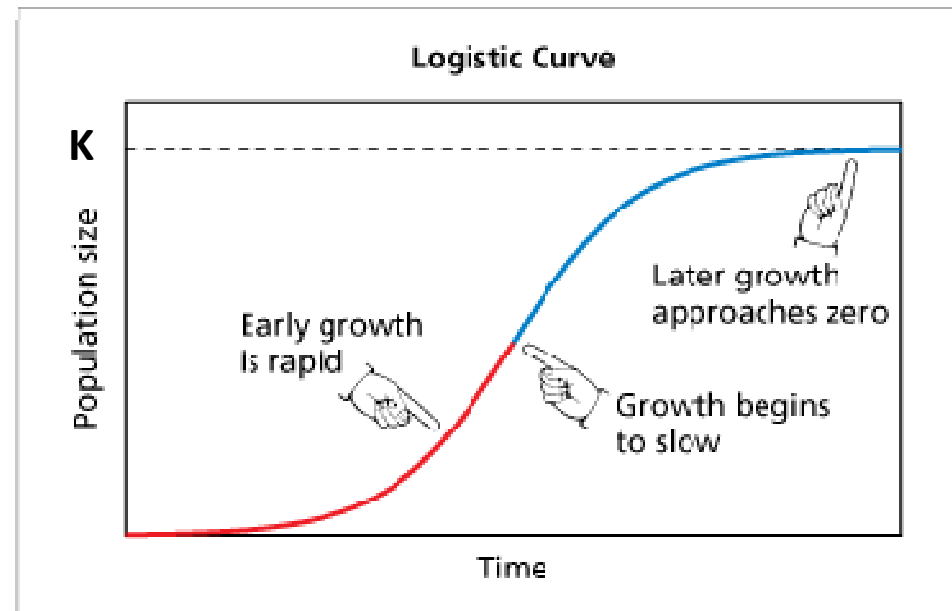 Logistic Curve
K
Population size
Early growth
is rapid
Later growth
approaches zero
Growth begins
to slow
Time